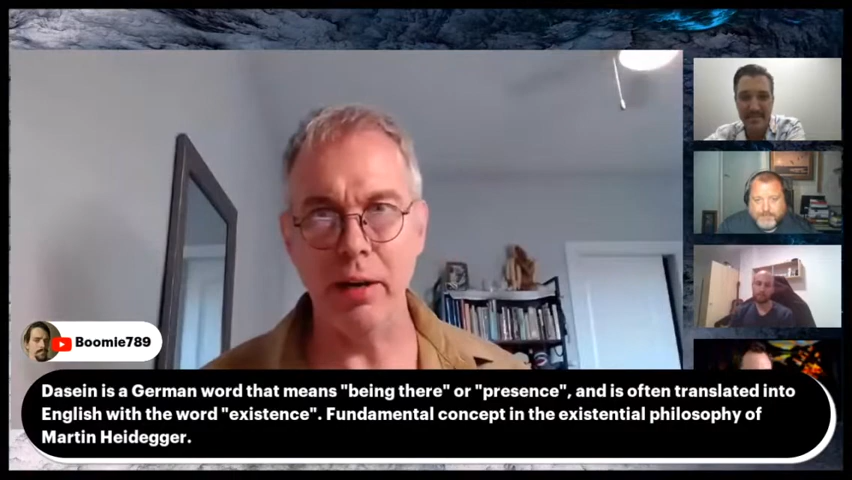 Boomie789
Dasein is a German word that means "being there" or "presence", and is often translated into
English with the word "existence". Fundamental concept in the existential philosophy of
Martin Heidegger.